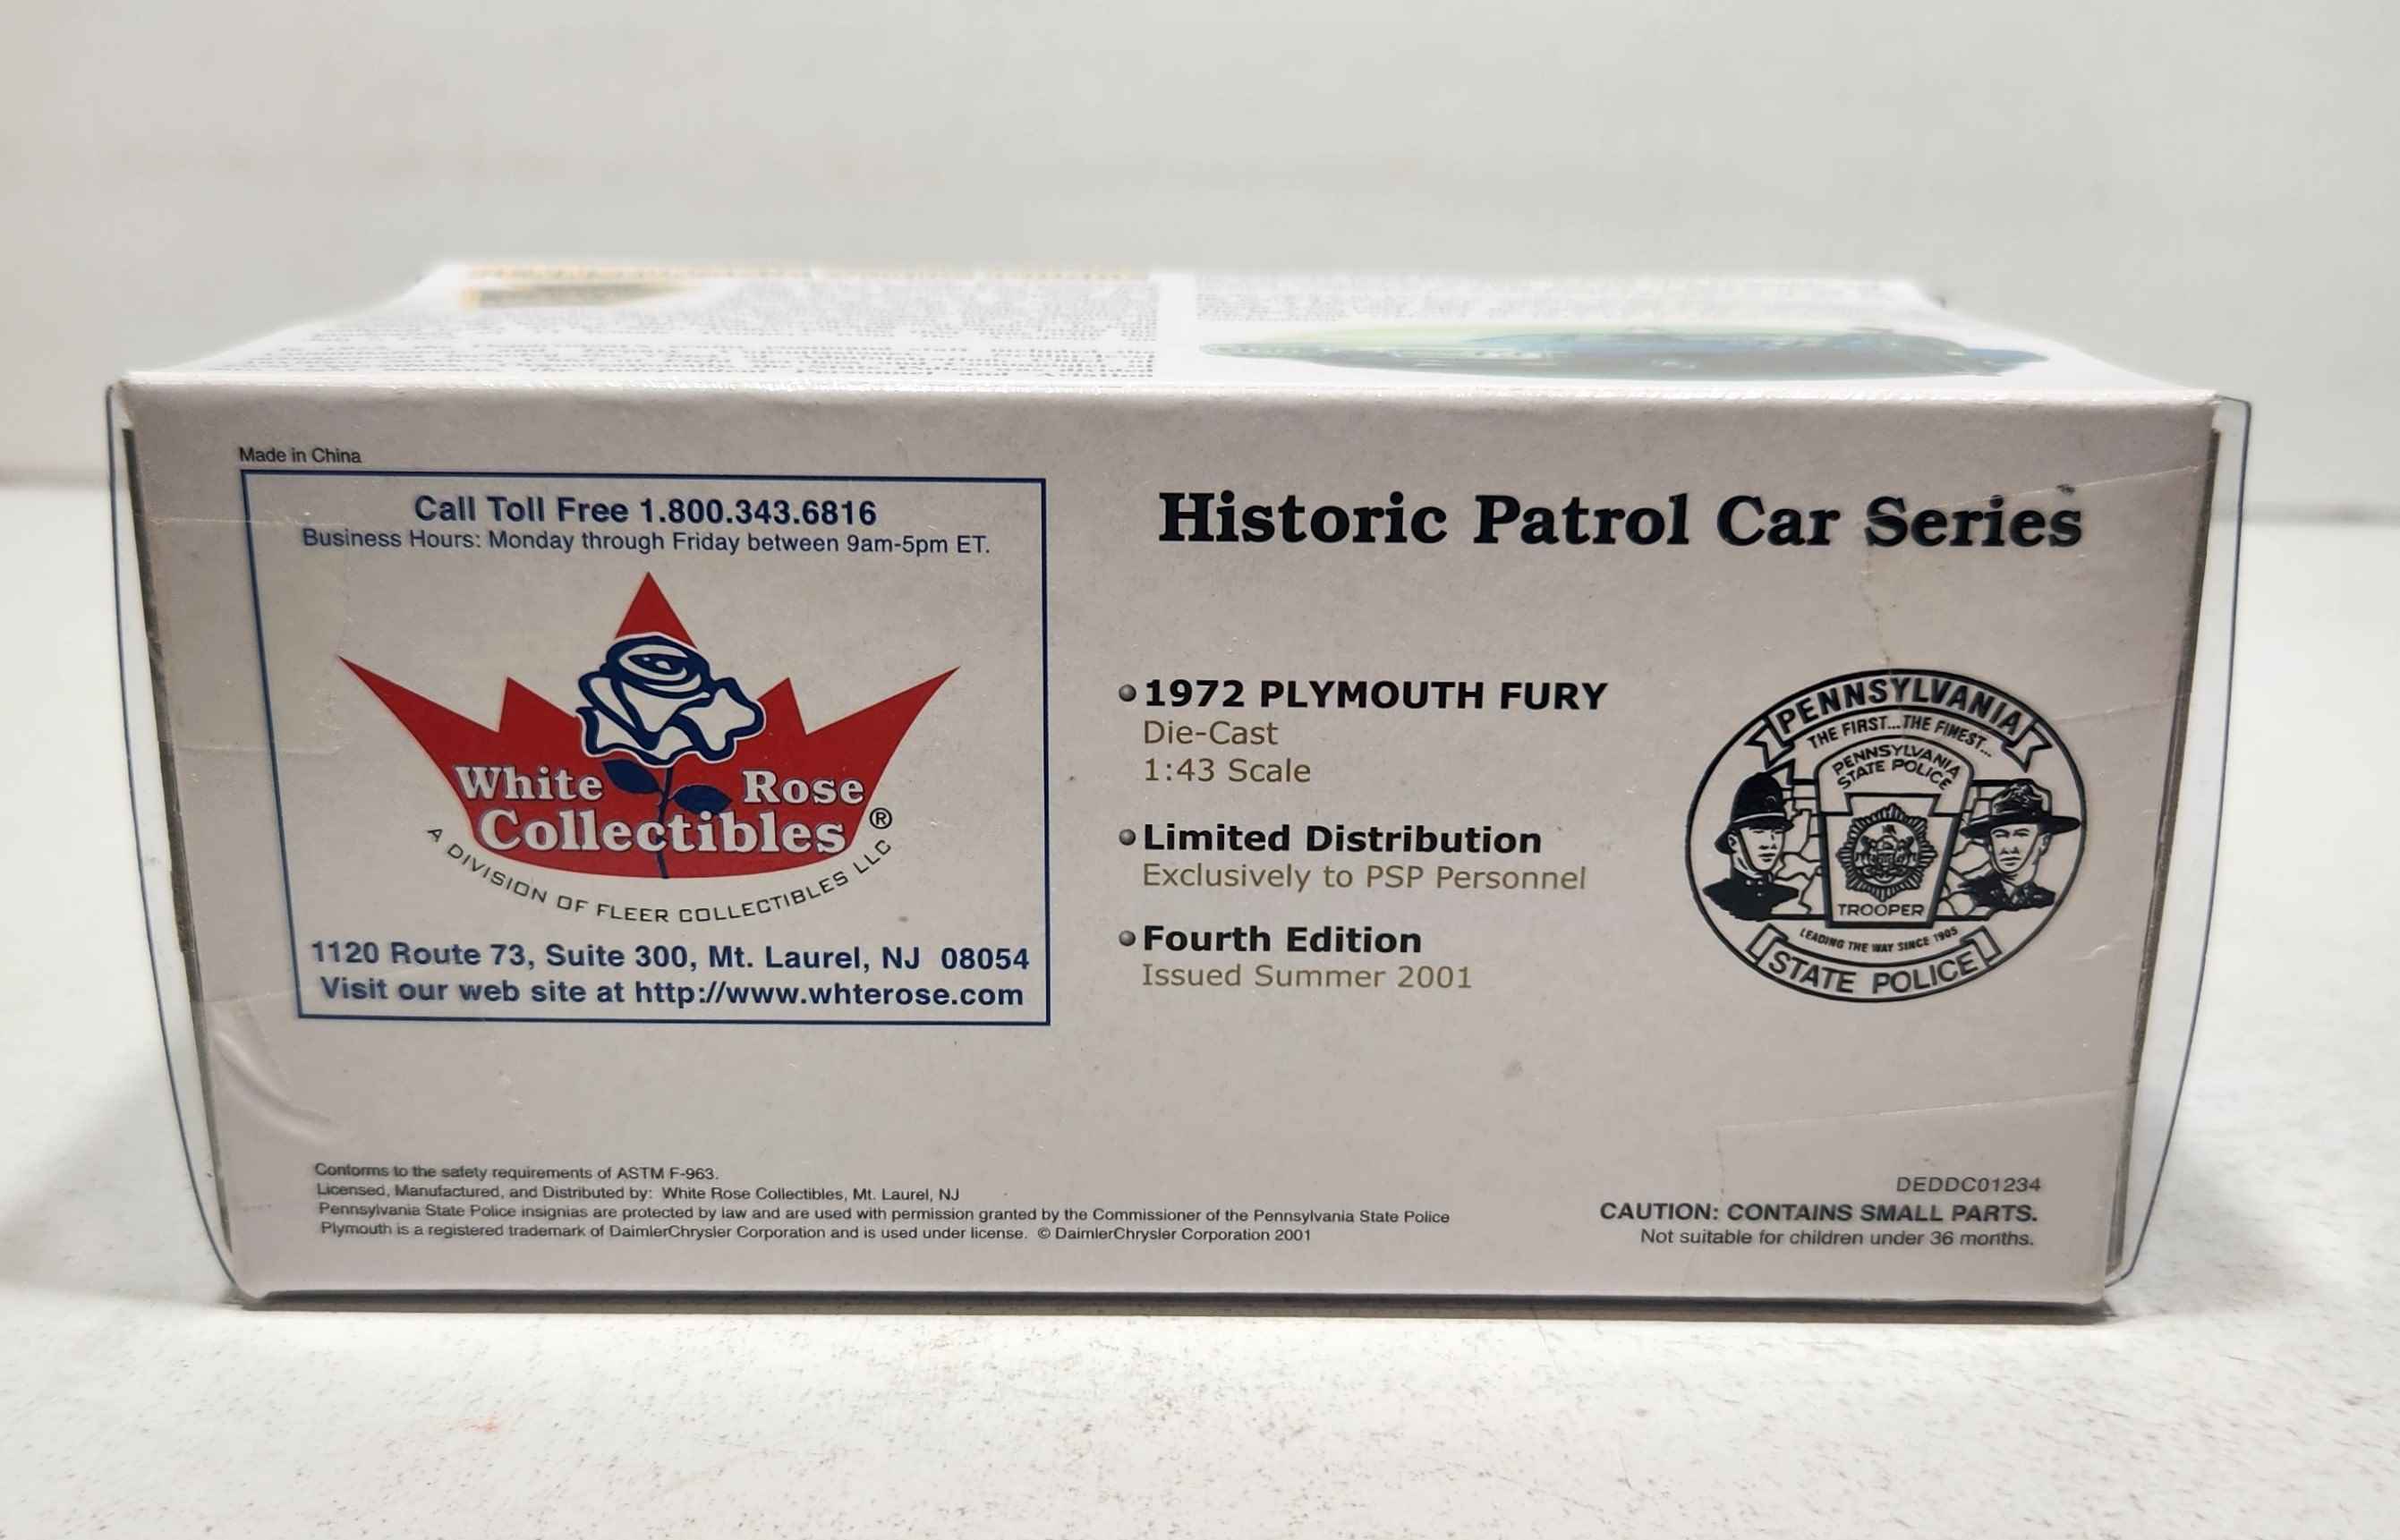 Made in China
Call Toll Free 1.800.343.6816
Business Hours: Monday through Friday between 9am-5pm ET.
White Rose
Collectibles®
A DIVISION OF FLEER COLLECTIBLES LLC
1120 Route 73, Suite 300, Mt. Laurel, NJ 08054
Visit our web site at http://www.whterose.com
Historic Patrol Car Series
1972 PLYMOUTH FURY
Die-Cast
1:43 Scale
Limited Distribution
Exclusively to PSP Personnel
Fourth Edition
Issued Summer 2001
PENNSYLVANIA
THE FIRST...THE FINEST...
PENNSYLVANIA
STATE POLICE
TROOPER
LEADING THE WAY SINCE 1905
STATE POLICE
Conforms to the safety requirements of ASTM F-963.
Licensed, Manufactured, and Distributed by: White Rose Collectibles, Mt. Laurel, NJ
Pennsylvania State Police insignias are protected by law and are used with permission granted by the Commissioner of the Pennsylvania State Police
Plymouth is a registered trademark of DaimlerChrysler Corporation and is used under license. © DaimlerChrysler Corporation 2001
DEDDC01234
CAUTION: CONTAINS SMALL PARTS.
Not suitable for children under 36 months.